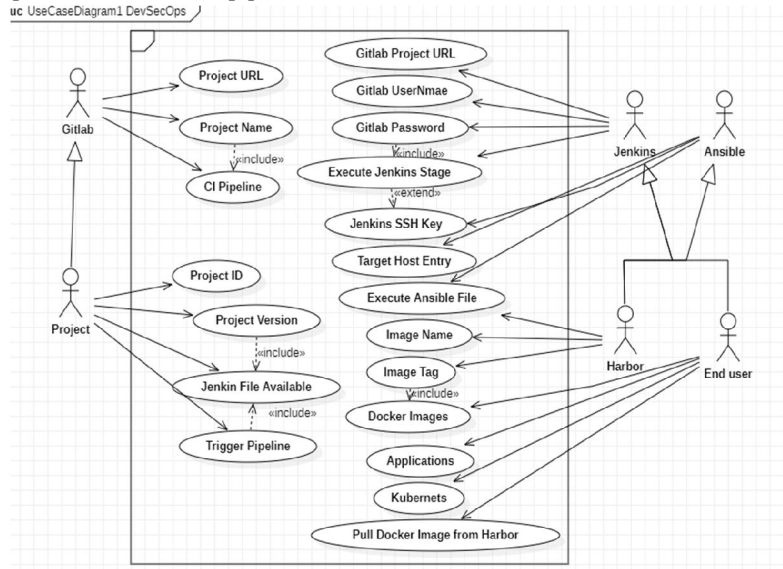 uc UseCaseDiagram1 DevSecOps
Gitlab Project URL
Project URL
Gitlab UserNmae
Gitlab
Project Name
Gitlab Password
Jenkins
Ansible
«include»
«include»
Execute Jenkins Stage
CI Pipeline
«extend»
Jenkins SSH Key
Target Host Entry
Project ID
Execute Ansible File
Project
Project Version
Image Name
«include»
Harbor
Image Tag
End user
Jenkin File Available
«include»
«include»
Docker Images
Trigger Pipeline
Applications
Kubernets
Pull Docker Image from Harbor